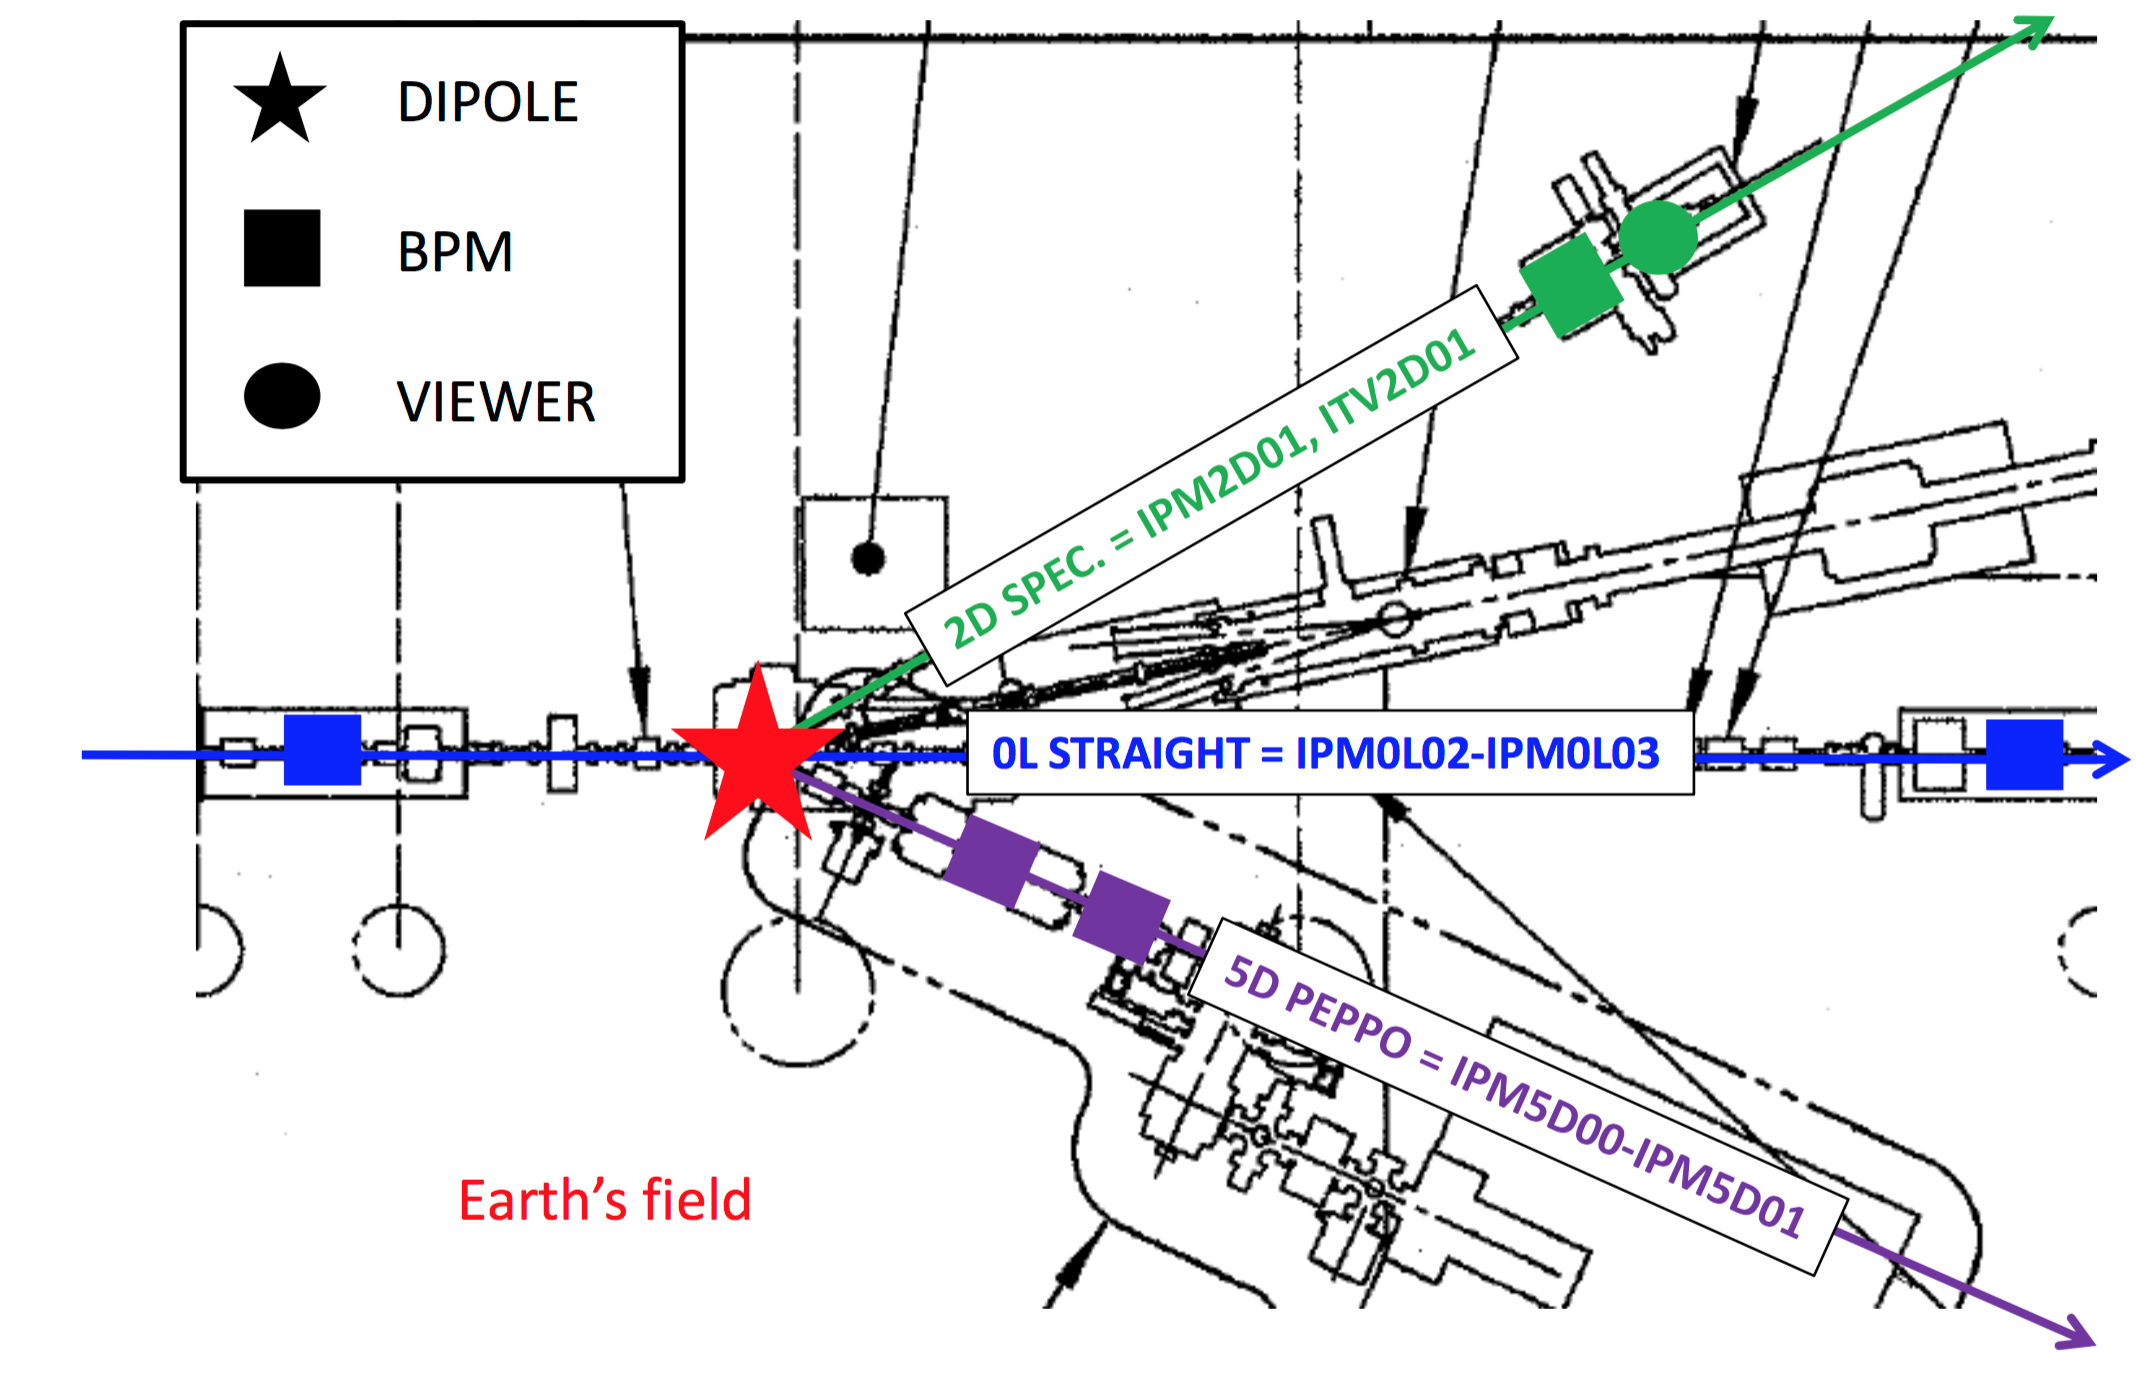 DIPOLE
BPM
VIEWER
2D SPEC. = IPM2D01, ITV2D01
0L STRAIGHT = IPM0L02-IPM0L03
5D PEPPO = IPM5D00-IPM5D01
Earth’s field